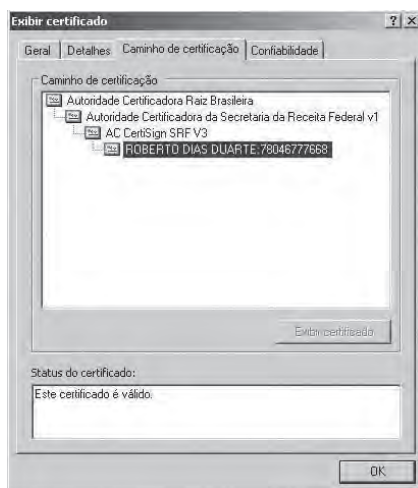 Exibir certificado
Geral Detalhes Caminho de certificação Confiabilidade
Caminho de certificação
Autoridade Certificadora Raiz Brasileira
Autoridade Certificadora da Secretaria da Receita Federal v1
AC CertiSign SRF V3
ROBERTO DIAS DUARTE:78046777668
Exibir certificado
Status do certificado:
Este certificado é válido.
OK